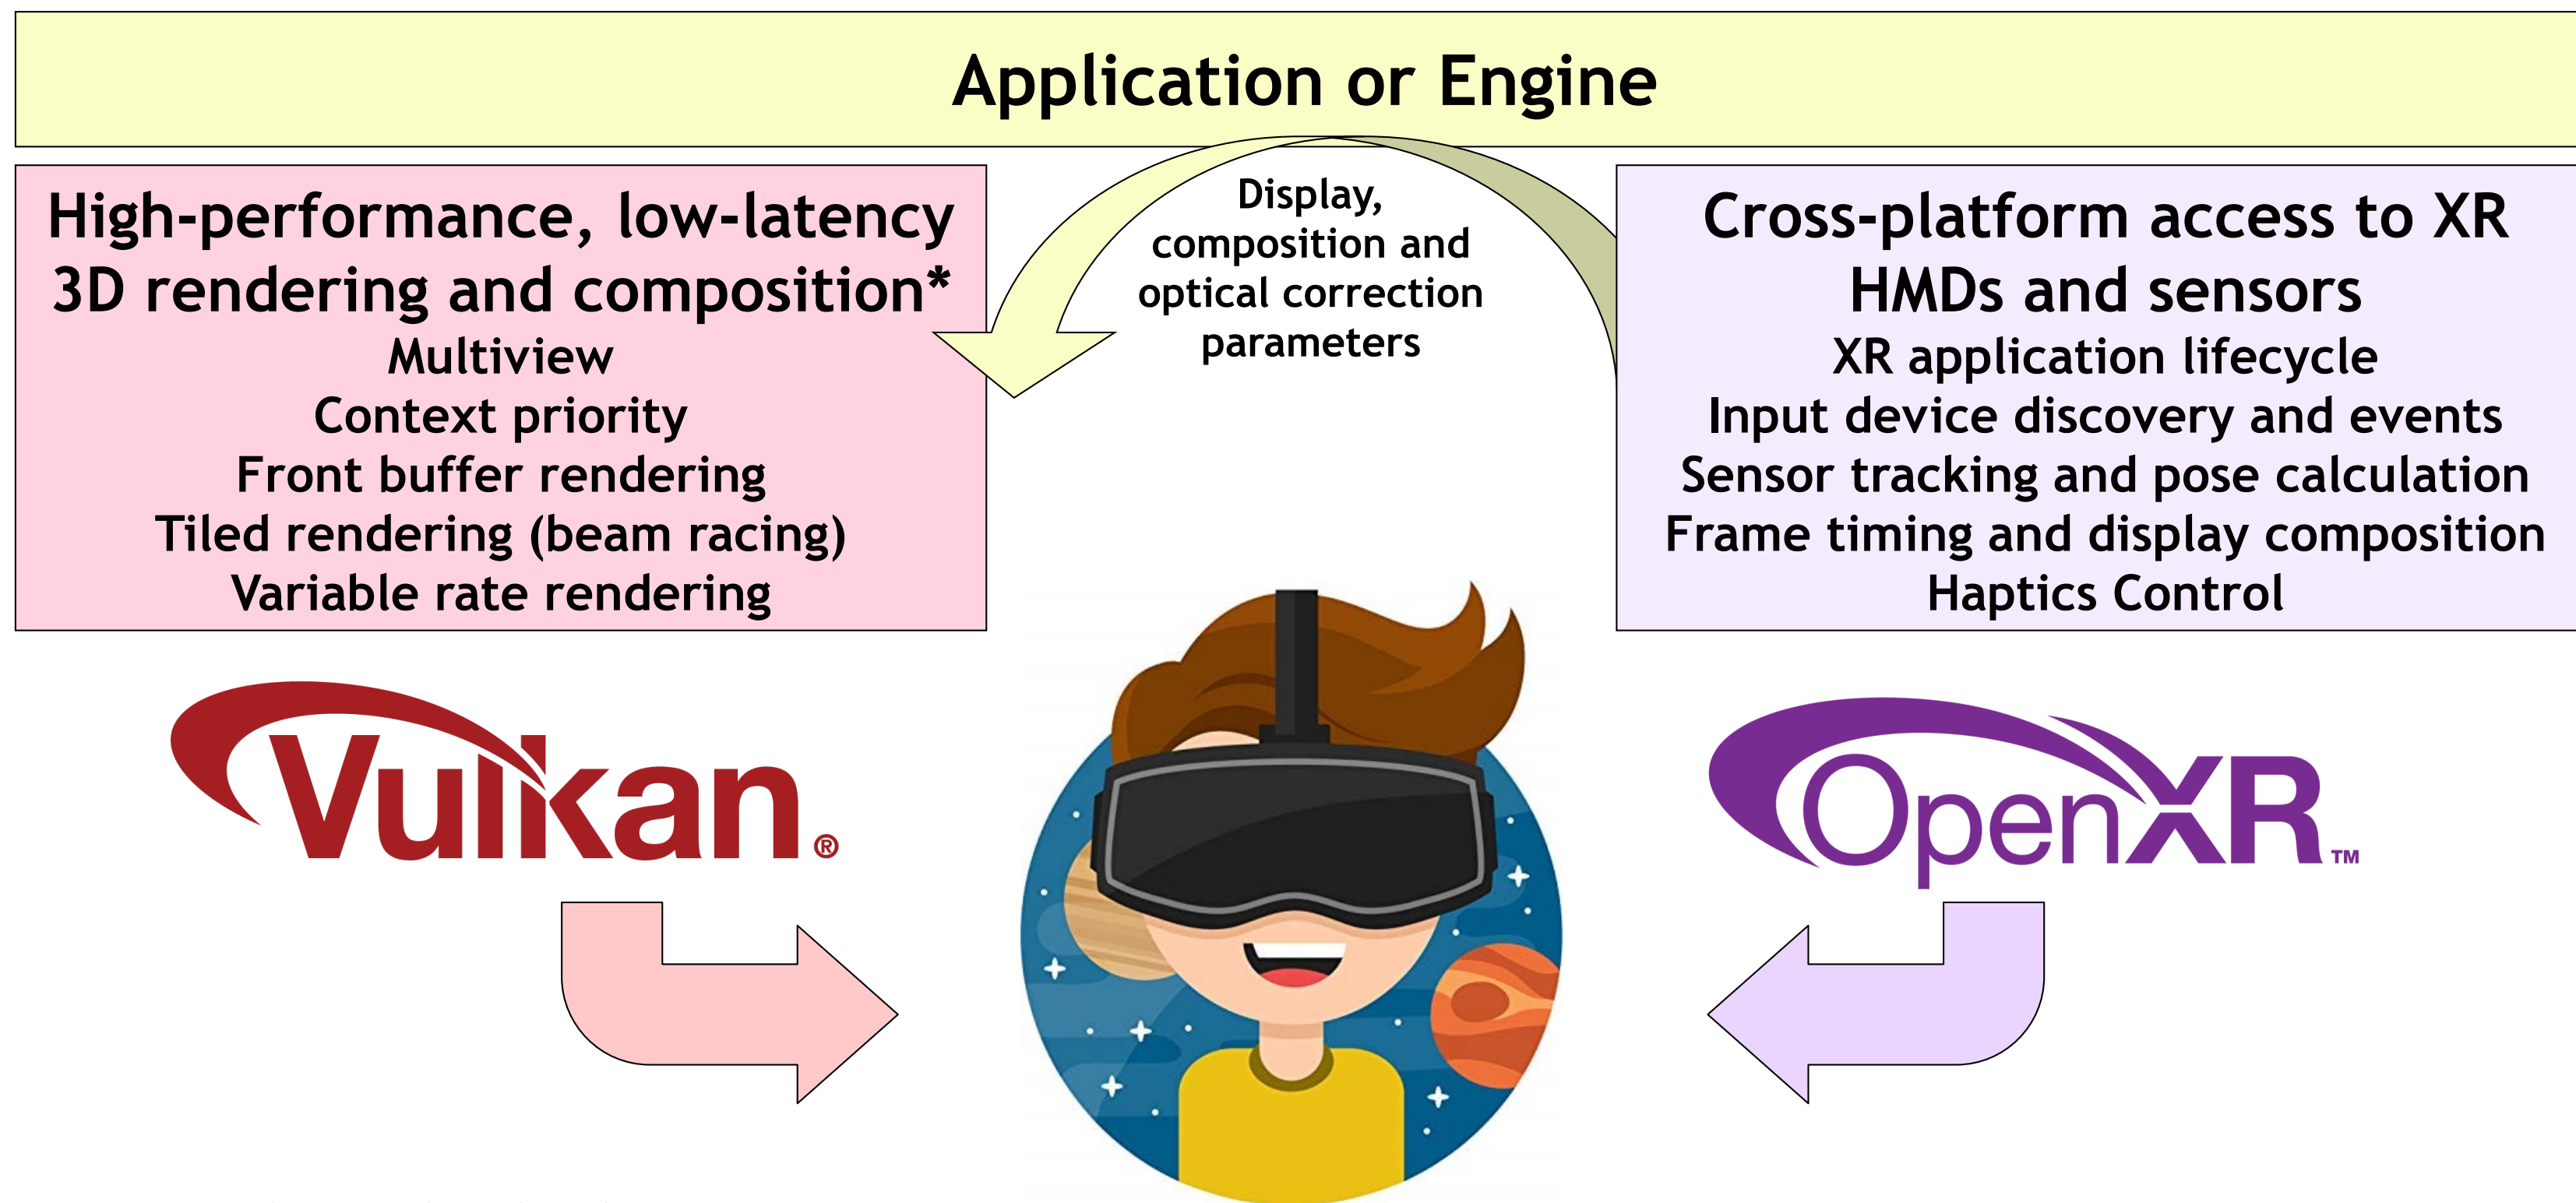 Application or Engine
High-performance, low-latency
3D rendering and composition*
Multiview
Context priority
Front buffer rendering
Tiled rendering (beam racing)
Variable rate rendering
Display,
composition and
optical correction
parameters
Cross-platform access to XR
HMDs and sensors
XR application lifecycle
Input device discovery and events
Sensor tracking and pose calculation
Frame timing and display composition
Haptics Control
Vulkan®
OpenXR™